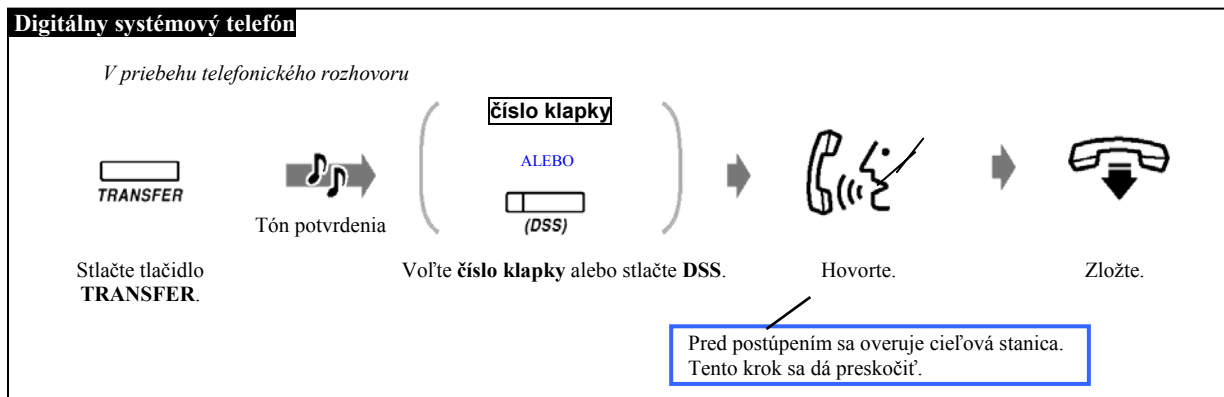 Digitálny systémový telefón
V priebehu telefonického rozhovoru
číslo klapky
ALEBO
TRANSFER
(DSS)
Tón potvrdenia
Stlačte tlačidlo
TRANSFER.
Voľte číslo klapky alebo stlačte DSS.
Hovorte.
Zložte.
Pred postúpením sa overuje cieľová stanica.
Tento krok sa dá preskočiť.